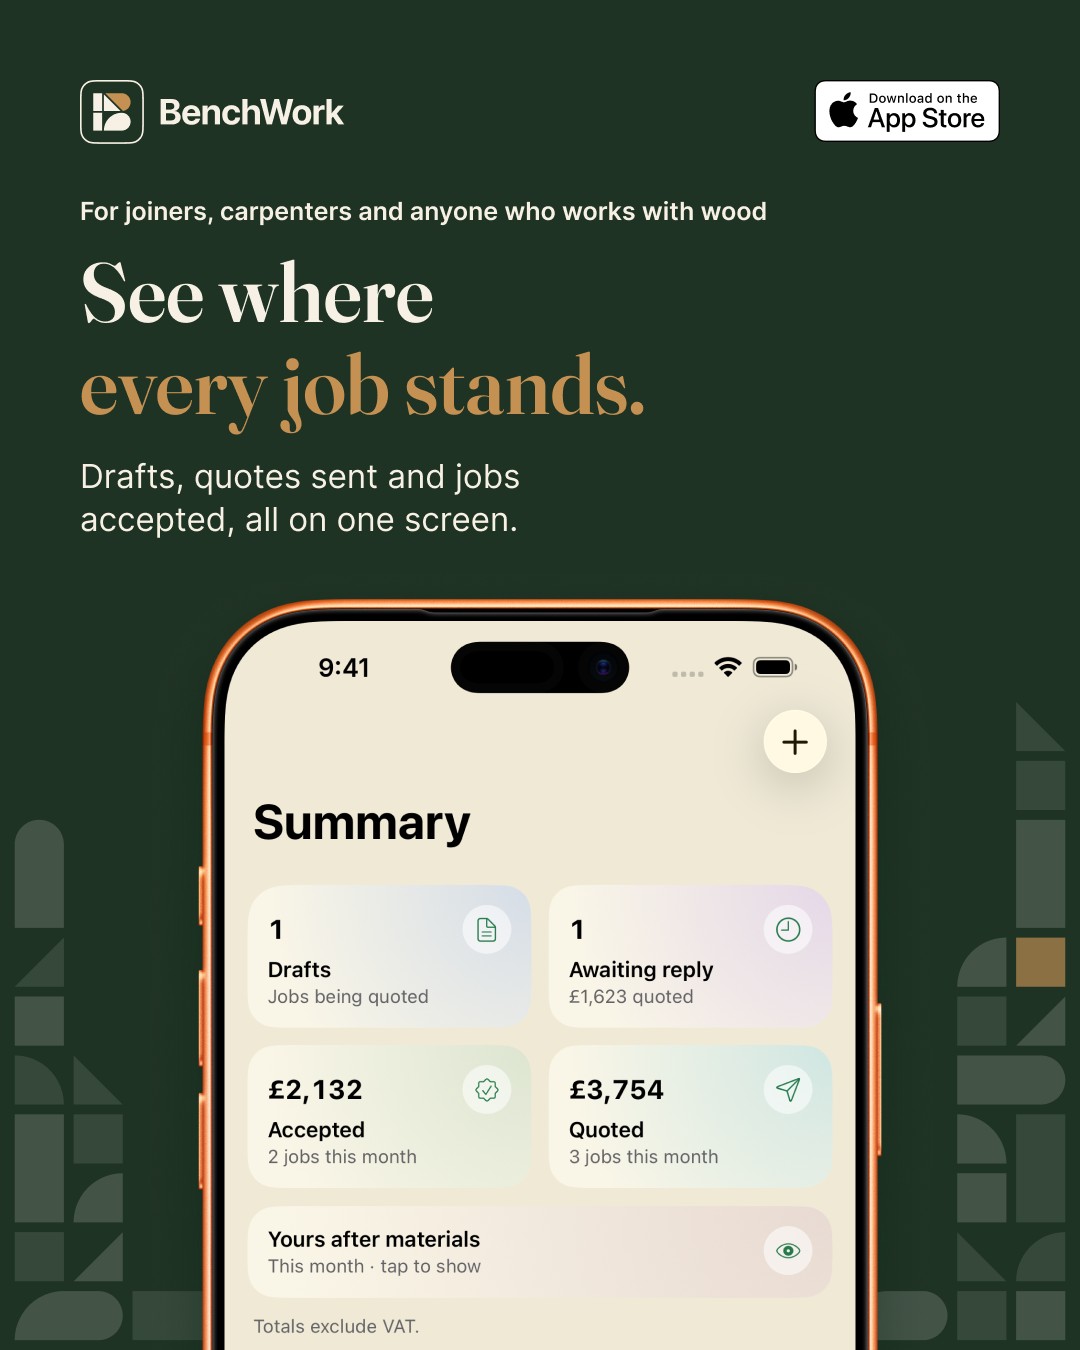 BenchWork
Download on the
App Store
For joiners, carpenters and anyone who works with wood
See where
every job stands.
Drafts, quotes sent and jobs
accepted, all on one screen.
9:41
Summary
1
Drafts
Jobs being quoted
1
Awaiting reply
£1,623 quoted
£2,132
Accepted
2 jobs this month
£3,754
Quoted
3 jobs this month
Yours after materials
This month · tap to show
Totals exclude VAT.